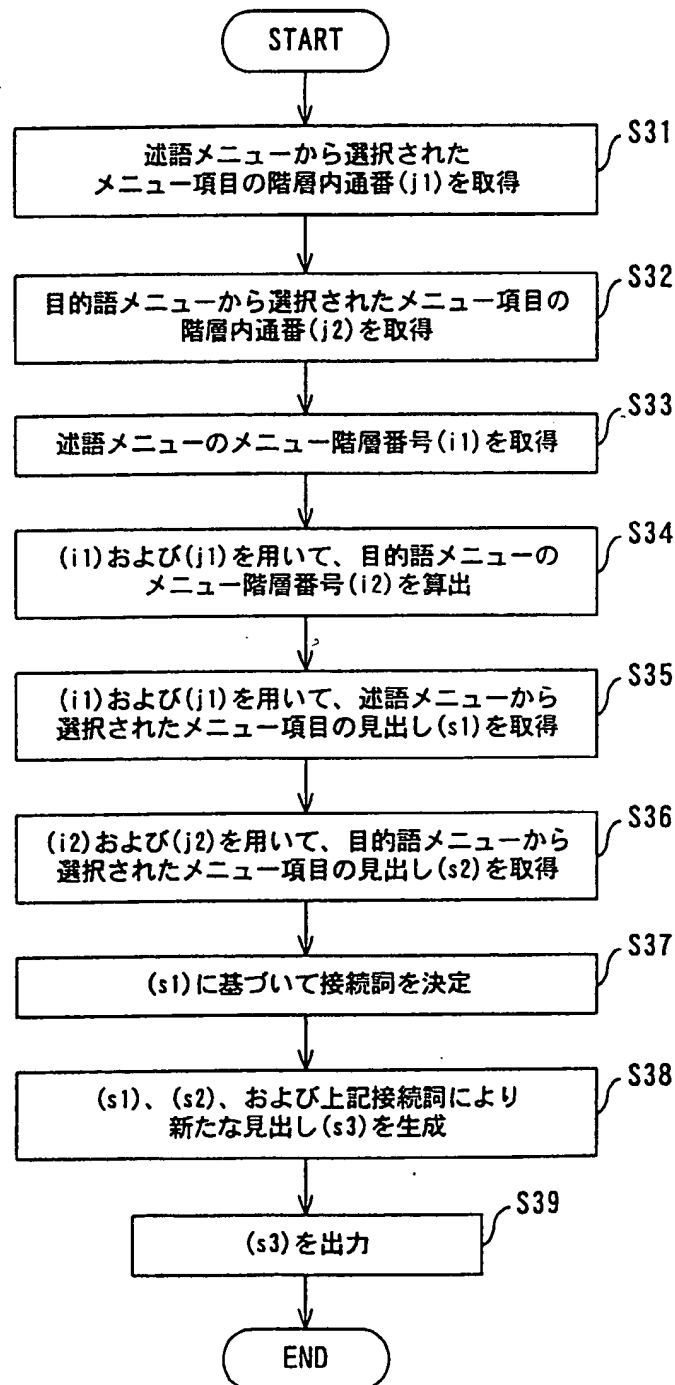 START
S31
述語メニューから選択された
メニュー項目の階層内通番(j1)を取得
S32
目的語メニューから選択されたメニュー項目の
階層内通番(j2)を取得
S33
述語メニューのメニュー階層番号(i1)を取得
S34
(i1)および(j1)を用いて、目的語メニューの
メニュー階層番号(i2)を算出
S35
(i1)および(j1)を用いて、述語メニューから
選択されたメニュー項目の見出し(s1)を取得
S36
(i2)および(j2)を用いて、目的語メニューから
選択されたメニュー項目の見出し(s2)を取得
S37
(s1)に基づいて接続詞を決定
S38
(s1)、(s2)、および上記接続詞により
新たな見出し(s3)を生成
S39
(s3)を出力
END